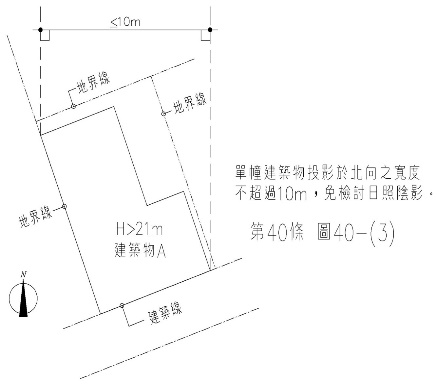 ≤10m
地界線
地界線
地界線
單幢建築物投影於北向之寬度
不超過10m，免檢討日照陰影。
第40條 圖40-(3)
H>21m
建築物A
N
建築線